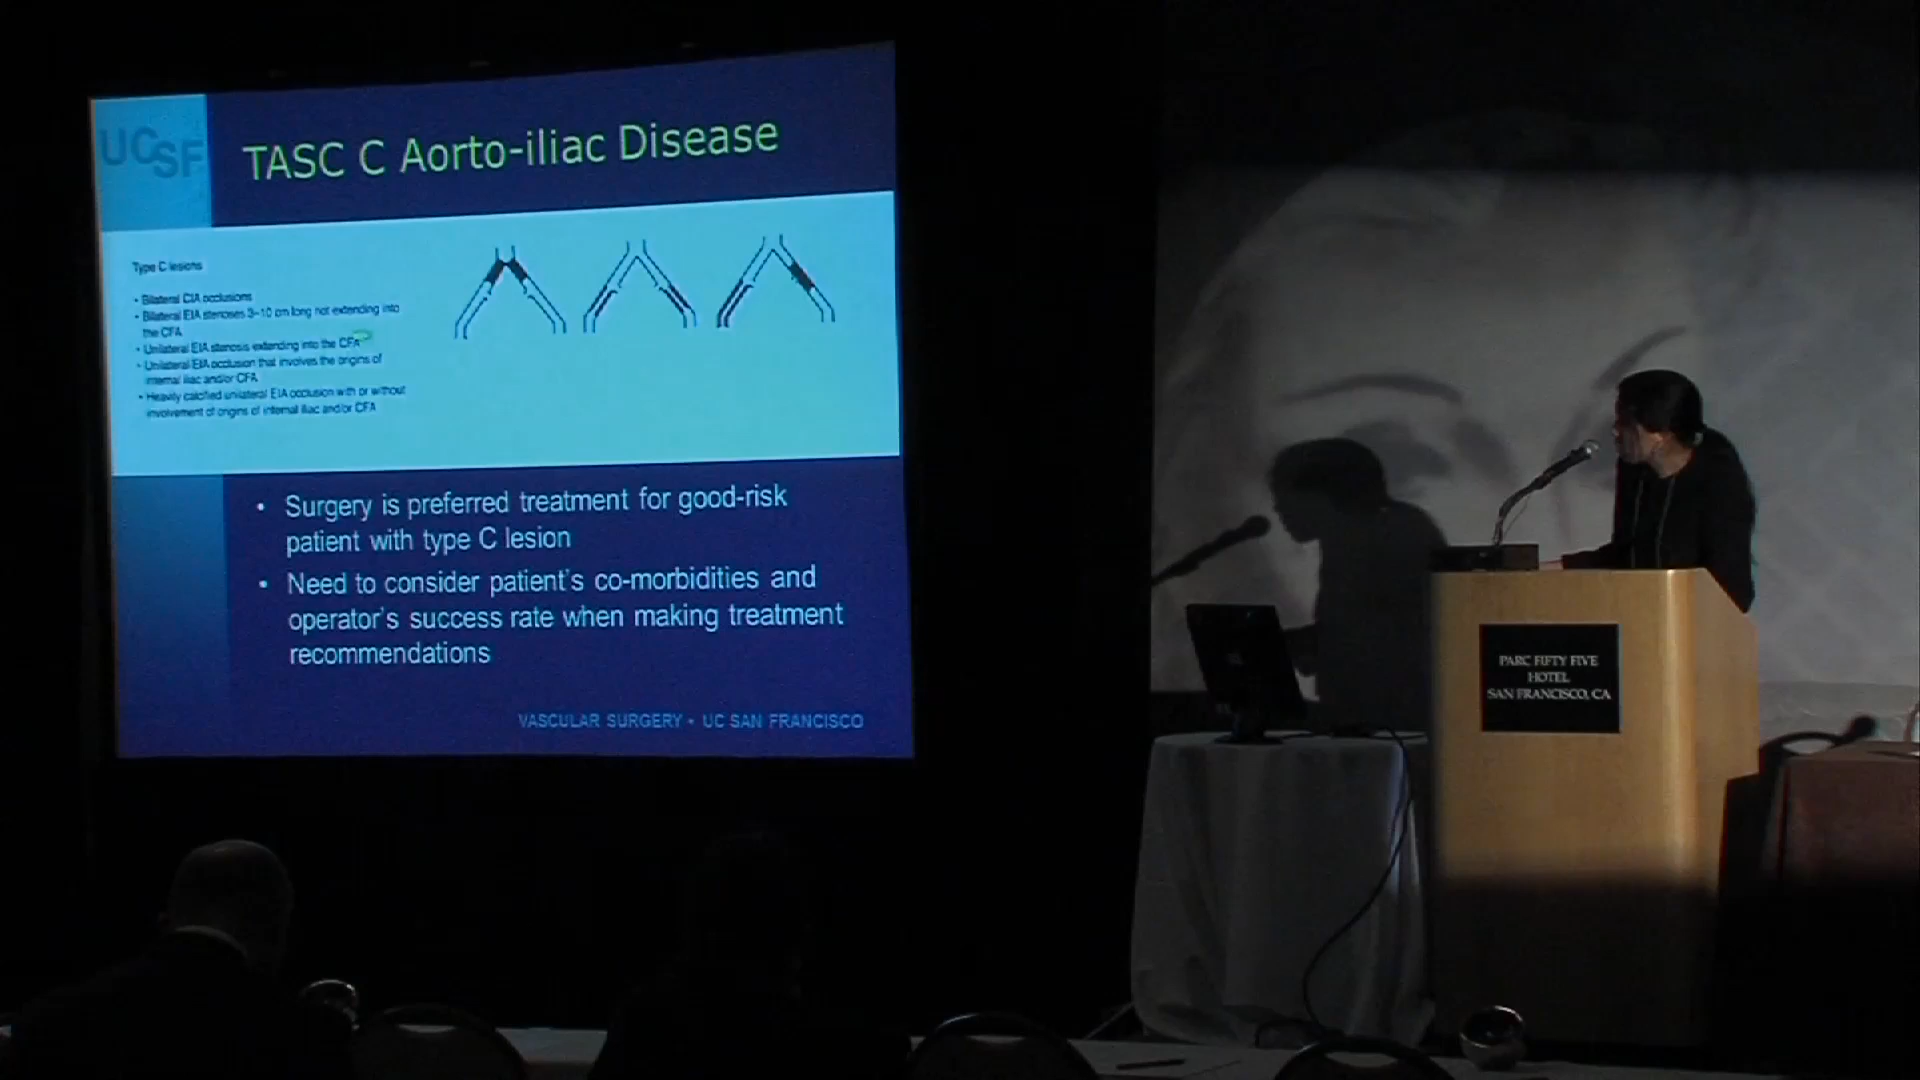 UCSF
TASC C Aorto-iliac Disease
Type C lesions
• Bilateral CIA occlusions
• Bilateral EIA stenoses 3–10 cm long not extending into
the CFA
• Unilateral EIA stenosis extending into the CFA
• Unilateral EIA occlusion that involves the origins of
internal iliac and/or CFA
• Heavily calcified unilateral EIA occlusion with or without
involvement of origins of internal iliac and/or CFA
• Surgery is preferred treatment for good-risk
patient with type C lesion
• Need to consider patient's co-morbidities and
operator's success rate when making treatment
recommendations
VASCULAR SURGERY • UC SAN FRANCISCO
PARC FIFTY FIVE
HOTEL
SAN FRANCISCO, CA